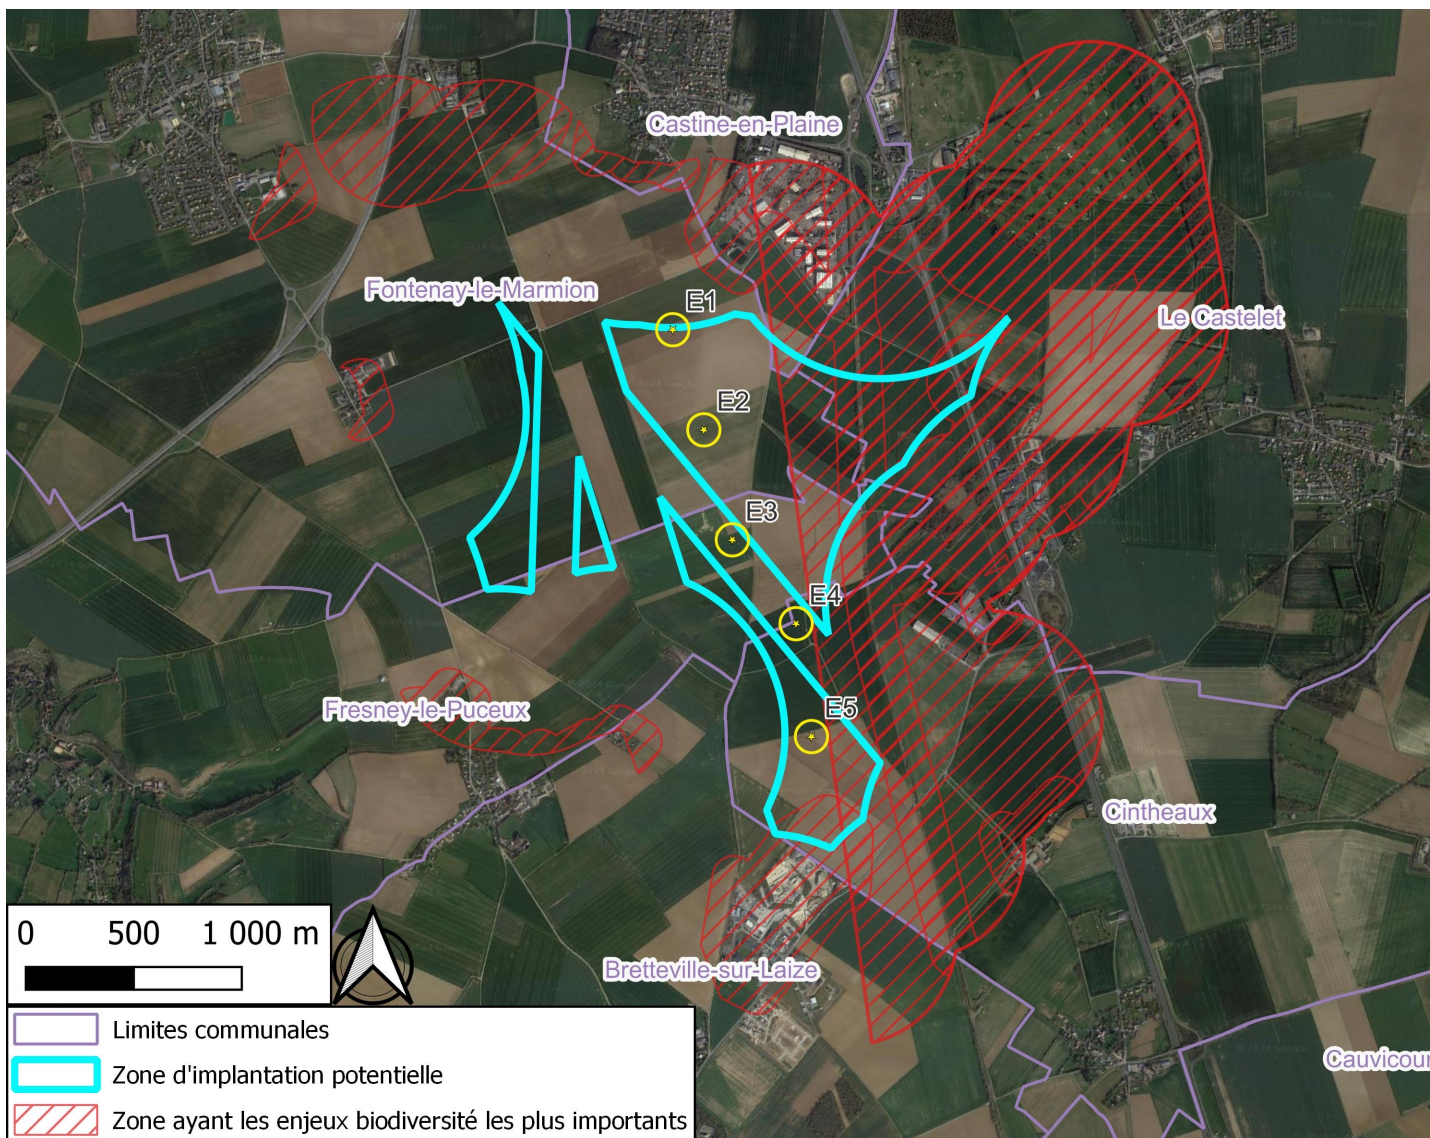 Castine-en-Plaine
Fontenay-le-Marmion
Le Castelet
E1
E2
E3
E4
E5
Fresney-le-Puceux
Cintheaux
Bretteville-sur-Laize
Cauvicour
0 500 1 000 m
Limites communales
Zone d'implantation potentielle
Zone ayant les enjeux biodiversité les plus importants